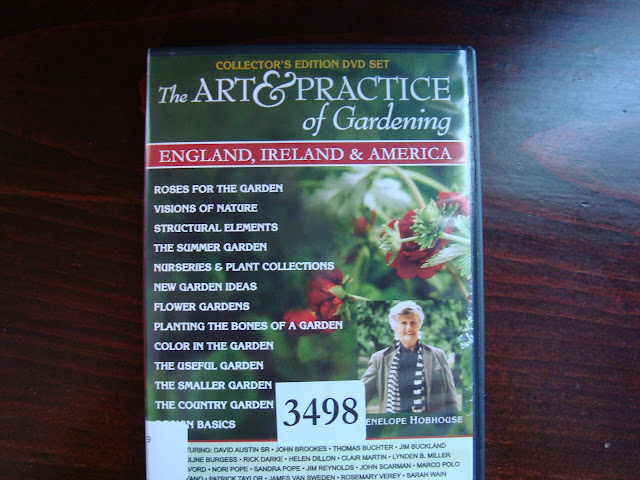 COLLECTOR'S EDITION DVD SET
The ART & PRACTICE
of Gardening
ENGLAND, IRELAND & AMERICA
ROSES FOR THE GARDEN
VISIONS OF NATURE
STRUCTURAL ELEMENTS
THE SUMMER GARDEN
NURSERIES & PLANT COLLECTIONS
NEW GARDEN IDEAS
FLOWER GARDENS
PLANTING THE BONES OF A GARDEN
COLOR IN THE GARDEN
THE USEFUL GARDEN
THE SMALLER GARDEN
THE COUNTRY GARDEN
BASICS
3498
HOBHOUSE
9
DAVID AUSTIN SR • JOHN BROOKES • THOMAS BUCHTER • JIM BUCKLAND
BURGESS • RICK DARKE • HELEN DILLON • CLAIR MARTIN • LYNDEN B. MILLER
• NORI POPE • SANDRA POPE • JIM REYNOLDS • JOHN SCARMAN • MARCO POLO
• PATRICK TAYLOR • JAMES VAN SWEDEN • ROSEMARY VEREY • SARAH WAIN